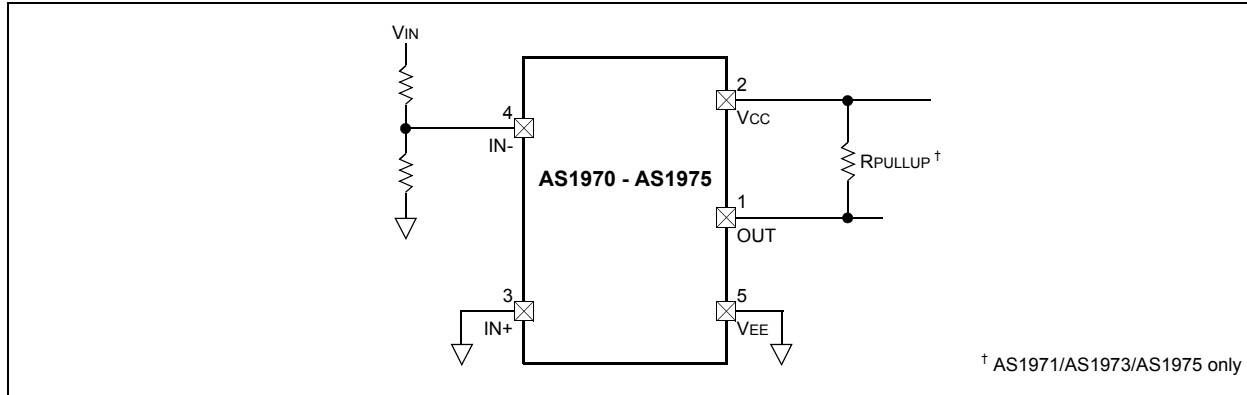 VIN
4
IN-
2
VCC
AS1970 - AS1975
RPULLUP †
1
OUT
3
IN+
5
VEE
† AS1971/AS1973/AS1975 only